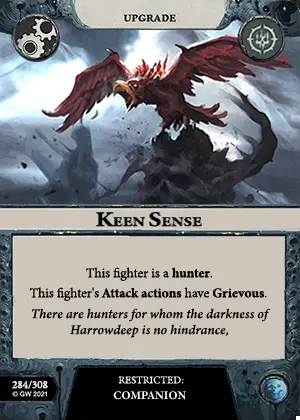 UPGRADE
KEEN SENSE
This fighter is a hunter.
This fighter's Attack actions have Grievous.
There are hunters for whom the darkness of
Harrowdeep is no hindrance,
284/308
© GW 2021
RESTRICTED:
COMPANION